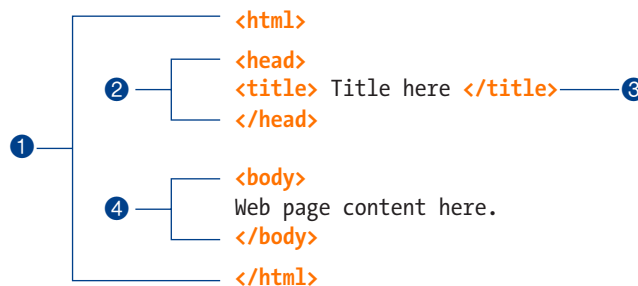 <html>
<head>
2 <title> Title here </title> 3
</head>
1
<body>
4 Web page content here.
</body>
</html>